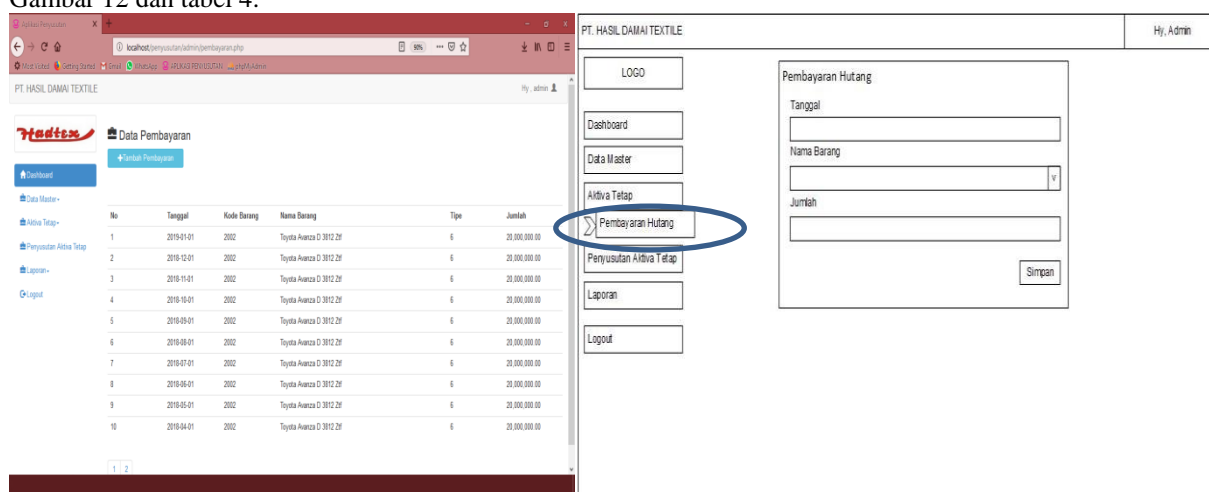 Gambar 12 dan tabel 4.
Aplikasi Penyusutan X +
localhost/penyusutan/admin/pembayaran.php 90%
Most Visited Getting Started Gmail WhatsApp APLIKASI PENYUSUTAN phpMyAdmin
PT. HASIL DAMAI TEXTILE Hy , admin
Hadtex
Data Pembayaran
+Tambah Pembayaran
Dashboard
Data Master
Aktiva Tetap
Penyusutan Aktiva Tetap
Laporan
Logout
No Tanggal Kode Barang Nama Barang Tipe Jumlah
1 2019-01-01 2002 Toyota Avanza D 3812 Ztf 6 20,000,000.00
2 2018-12-01 2002 Toyota Avanza D 3812 Ztf 6 20,000,000.00
3 2018-11-01 2002 Toyota Avanza D 3812 Ztf 6 20,000,000.00
4 2018-10-01 2002 Toyota Avanza D 3812 Ztf 6 20,000,000.00
5 2018-09-01 2002 Toyota Avanza D 3812 Ztf 6 20,000,000.00
6 2018-08-01 2002 Toyota Avanza D 3812 Ztf 6 20,000,000.00
7 2018-07-01 2002 Toyota Avanza D 3812 Ztf 6 20,000,000.00
8 2018-06-01 2002 Toyota Avanza D 3812 Ztf 6 20,000,000.00
9 2018-05-01 2002 Toyota Avanza D 3812 Ztf 6 20,000,000.00
10 2018-04-01 2002 Toyota Avanza D 3812 Ztf 6 20,000,000.00
1 2
PT. HASIL DAMAI TEXTILE Hy, Admin
LOGO
Dashboard
Data Master
Aktiva Tetap
Pembayaran Hutang
Penyusutan Aktiva Tetap
Laporan
Logout
Pembayaran Hutang
Tanggal
Nama Barang
v
Jumlah
Simpan